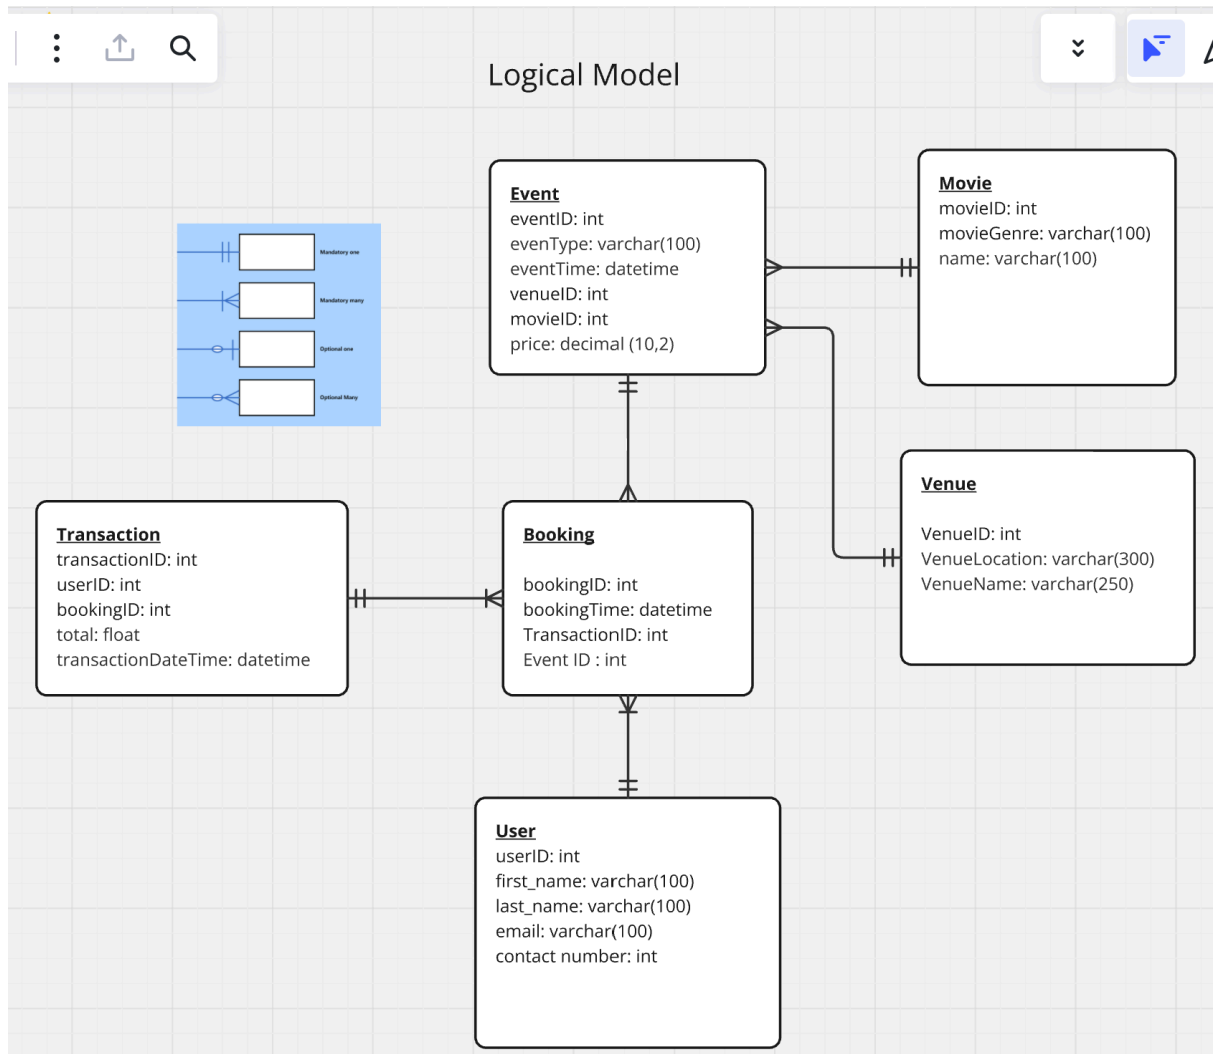 Logical Model
Event
eventID: int
evenType: varchar(100)
eventTime: datetime
venueID: int
movieID: int
price: decimal (10,2)
Movie
movieID: int
movieGenre: varchar(100)
name: varchar(100)
Mandatory one
Mandatory many
Optional one
Optional Many
Venue
VenueID: int
VenueLocation: varchar(300)
VenueName: varchar(250)
Transaction
transactionID: int
userID: int
bookingID: int
total: float
transactionDateTime: datetime
Booking
bookingID: int
bookingTime: datetime
TransactionID: int
Event ID : int
User
userID: int
first_name: varchar(100)
last_name: varchar(100)
email: varchar(100)
contact number: int